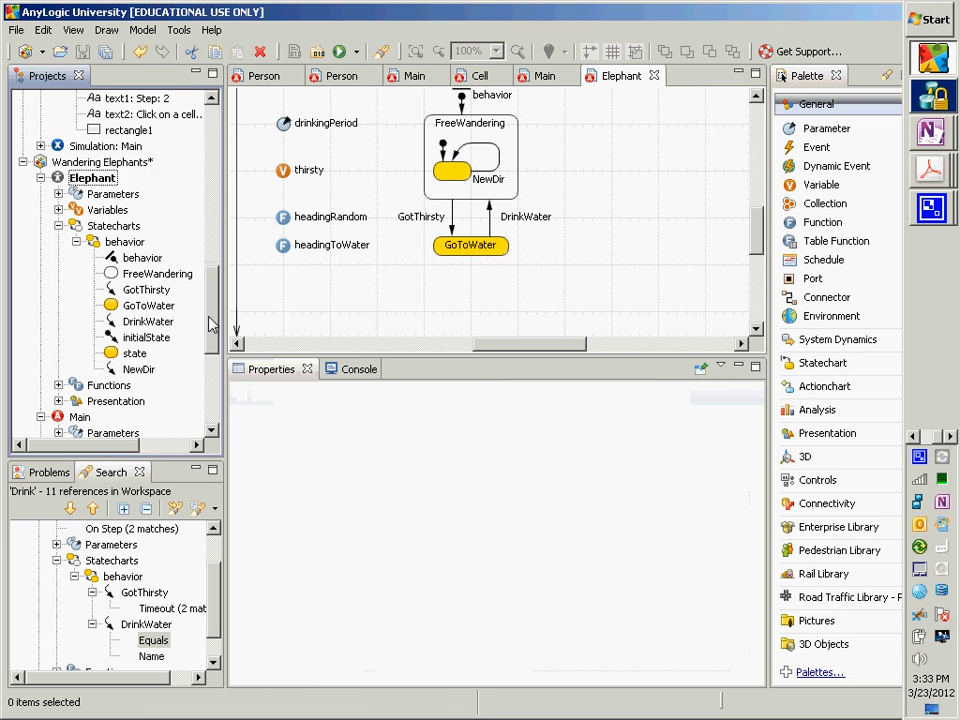 AnyLogic University [EDUCATIONAL USE ONLY]
Start
File Edit View Draw Model Tools Help
100%
Get Support...
Projects
Person
Person
Main
Cell
Main
Elephant
Palette
text1: Step: 2
text2: Click on a cell..
rectangle1
Simulation: Main
Wandering Elephants*
Elephant
Parameters
Variables
Statecharts
behavior
behavior
FreeWandering
GotThirsty
GoToWater
DrinkWater
initialState
state
NewDir
Functions
Presentation
Main
Parameters
behavior
drinkingPeriod
FreeWandering
thirsty
NewDir
headingRandom
GotThirsty
DrinkWater
headingToWater
GoToWater
Properties
Console
General
Parameter
Event
Dynamic Event
Variable
Collection
Function
Table Function
Schedule
Port
Connector
Environment
System Dynamics
Statechart
Actionchart
Analysis
Presentation
3D
Controls
Connectivity
Enterprise Library
Pedestrian Library
Rail Library
Road Traffic Library - F
Pictures
3D Objects
Palettes...
Problems
Search
'Drink' - 11 references in Workspace
On Step (2 matches)
Parameters
Statecharts
behavior
GotThirsty
Timeout (2 mat
DrinkWater
Equals
Name
0 items selected
3:33 PM
3/23/2012